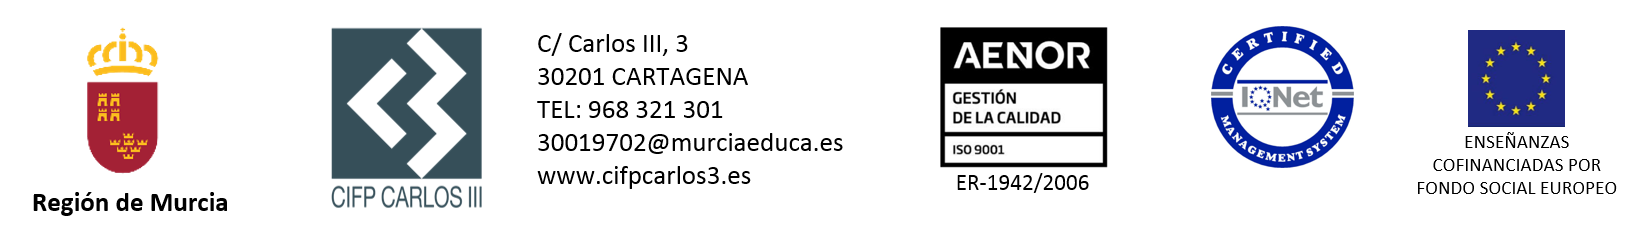 Región de Murcia
CIFP CARLOS III
C/ Carlos III, 3
30201 CARTAGENA
TEL: 968 321 301
30019702@murciaeduca.es
www.cifpcarlos3.es
AENOR
GESTIÓN
DE LA CALIDAD
ISO 9001
ER-1942/2006
CERTIFIED
IQNet
MANAGEMENT SYSTEM
ENSEÑANZAS
COFINANCIADAS POR
FONDO SOCIAL EUROPEO